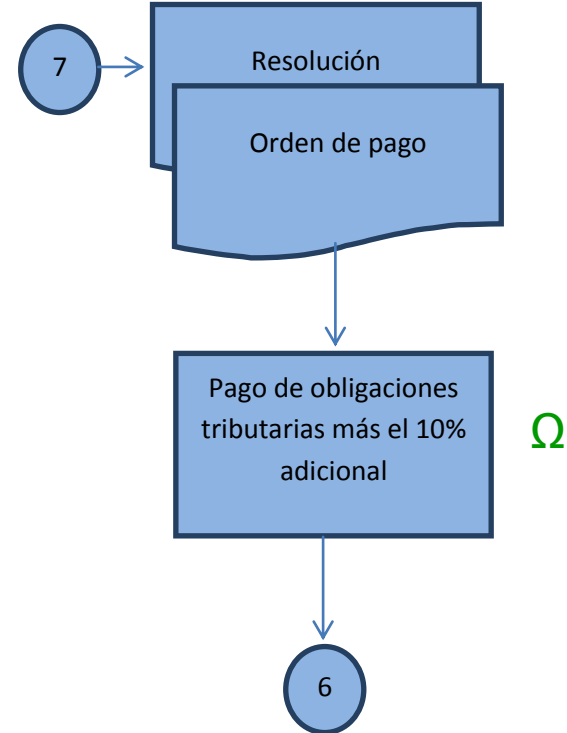 7
Resolución
Orden de pago
Pago de obligaciones
tributarias más el 10%
adicional
Ω
6